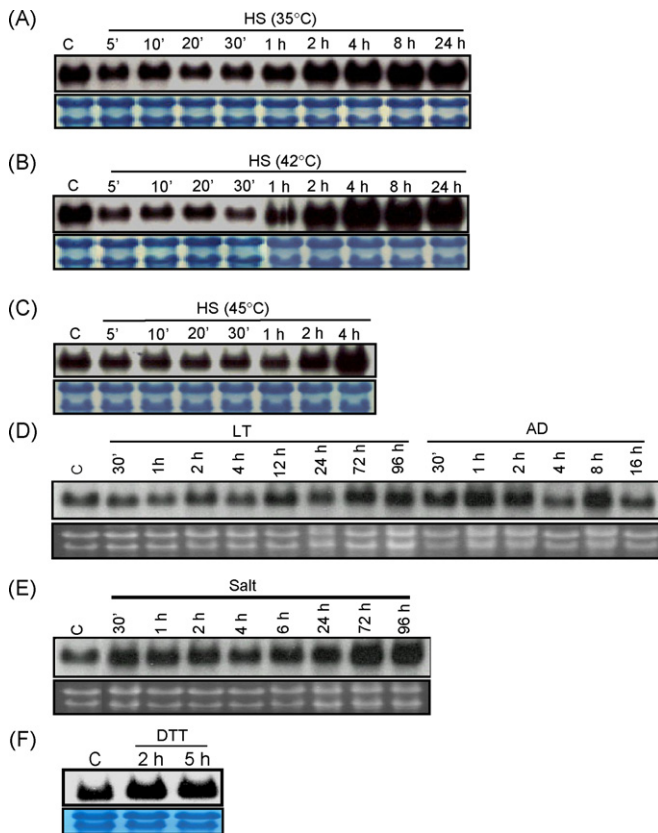 (A)
HS (35°C)
C 5' 10' 20' 30' 1 h 2 h 4 h 8 h 24 h
(B)
HS (42°C)
C 5' 10' 20' 30' 1 h 2 h 4 h 8 h 24 h
(C)
HS (45°C)
C 5' 10' 20' 30' 1 h 2 h 4 h
(D)
LT AD
C 30' 1h 2 h 4 h 12 h 24 h 72 h 96 h 30' 1 h 2 h 4 h 8 h 16 h
(E)
Salt
C 30' 1 h 2 h 4 h 6 h 24 h 72 h 96 h
(F)
DTT
C 2 h 5 h